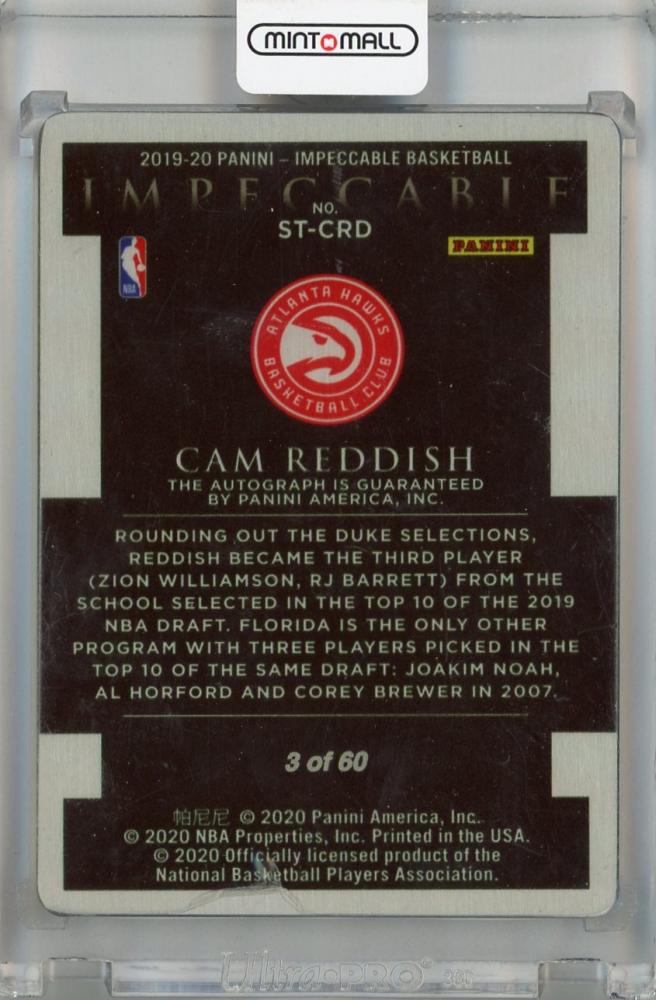 MINT MALL
2019-20 PANINI – IMPECCABLE BASKETBALL
IMPECCABLE
NO.
ST-CRD
NBA
PANINI
ATLANTA HAWKS
BASKETBALL CLUB
CAM REDDISH
THE AUTOGRAPH IS GUARANTEED
BY PANINI AMERICA, INC.
ROUNDING OUT THE DUKE SELECTIONS,
REDDISH BECAME THE THIRD PLAYER
(ZION WILLIAMSON, RJ BARRETT) FROM THE
SCHOOL SELECTED IN THE TOP 10 OF THE 2019
NBA DRAFT. FLORIDA IS THE ONLY OTHER
PROGRAM WITH THREE PLAYERS PICKED IN THE
TOP 10 OF THE SAME DRAFT: JOAKIM NOAH,
AL HORFORD AND COREY BREWER IN 2007.
3 of 60
帕尼尼 © 2020 Panini America, Inc.
© 2020 NBA Properties, Inc. Printed in the USA.
© 2020 Officially licensed product of the
National Basketball Players Association.
Ultra•PRO®